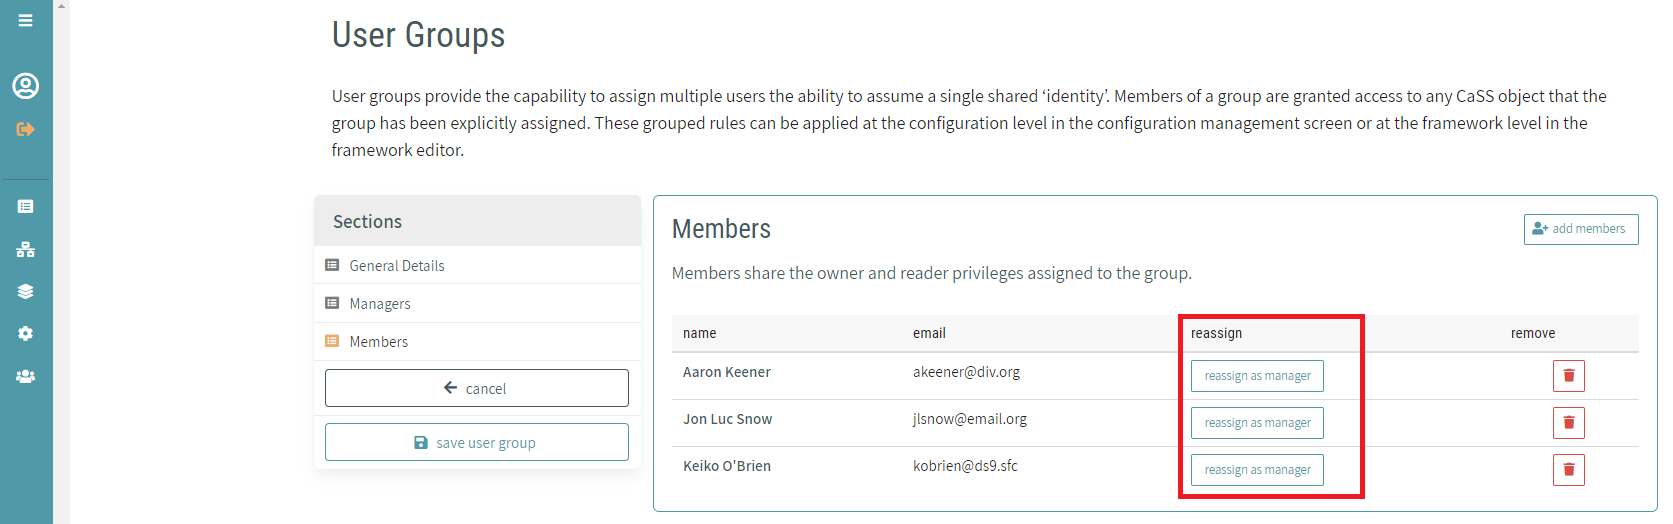 User Groups
User groups provide the capability to assign multiple users the ability to assume a single shared ‘identity’. Members of a group are granted access to any CaSS object that the
group has been explicitly assigned. These grouped rules can be applied at the configuration level in the configuration management screen or at the framework level in the
framework editor.
Sections
General Details
Managers
Members
cancel
save user group
Members
add members
Members share the owner and reader privileges assigned to the group.
name email reassign remove
Aaron Keener akeener@div.org reassign as manager
Jon Luc Snow jlsnow@email.org reassign as manager
Keiko O'Brien kobrien@ds9.sfc reassign as manager